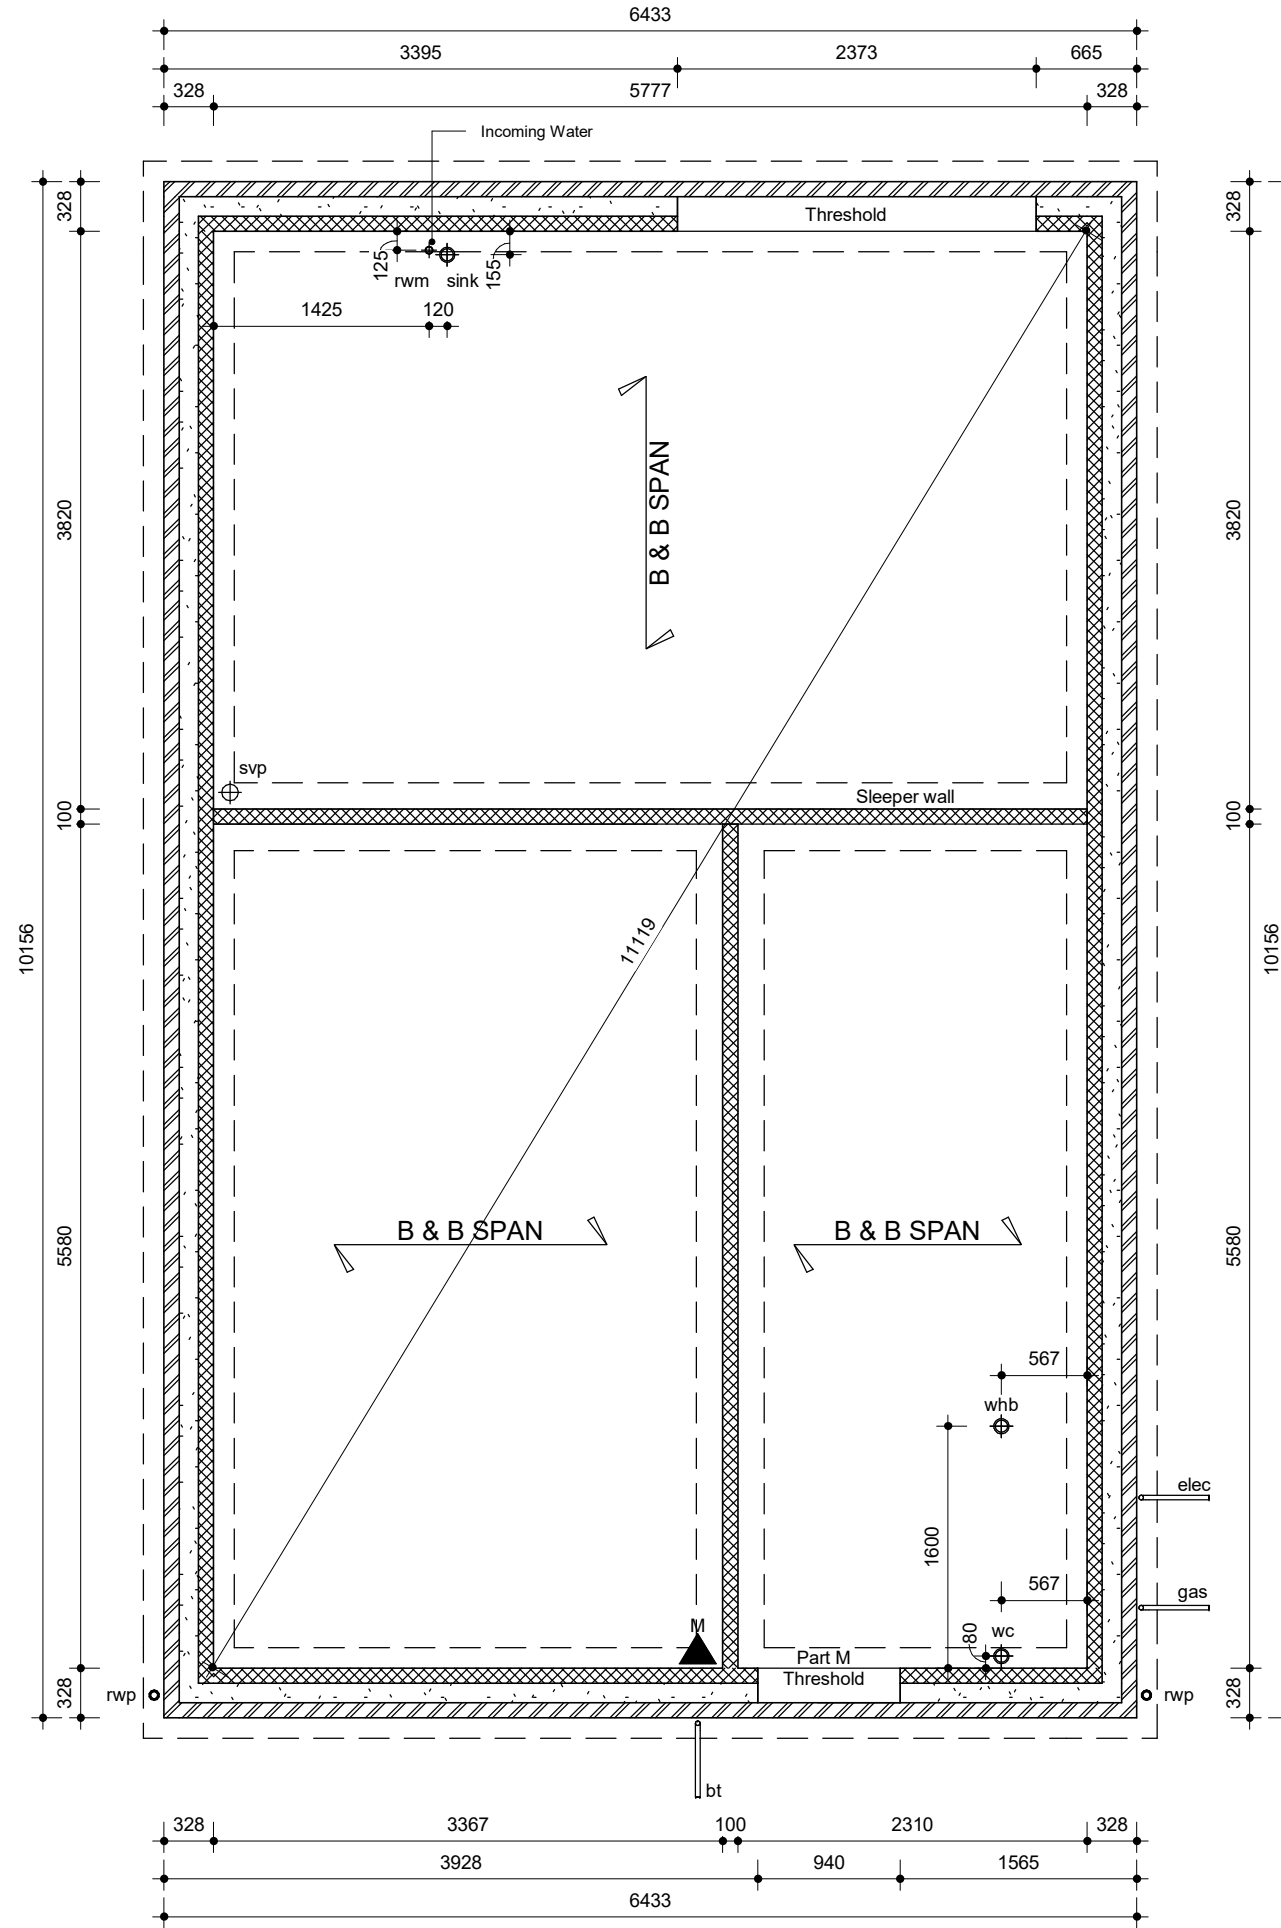 6433
3395
2373
665
328
5777
328
Incoming Water
328
328
Threshold
125
rwm
sink
155
1425
120
B & B SPAN
3820
3820
svp
Sleeper wall
100
100
10156
11119
10156
B & B SPAN
B & B SPAN
5580
5580
567
whb
elec
1600
567
gas
M
80
wc
Part M
Threshold
rwp
328
rwp
328
bt
328
3367
100
2310
328
3928
940
1565
6433